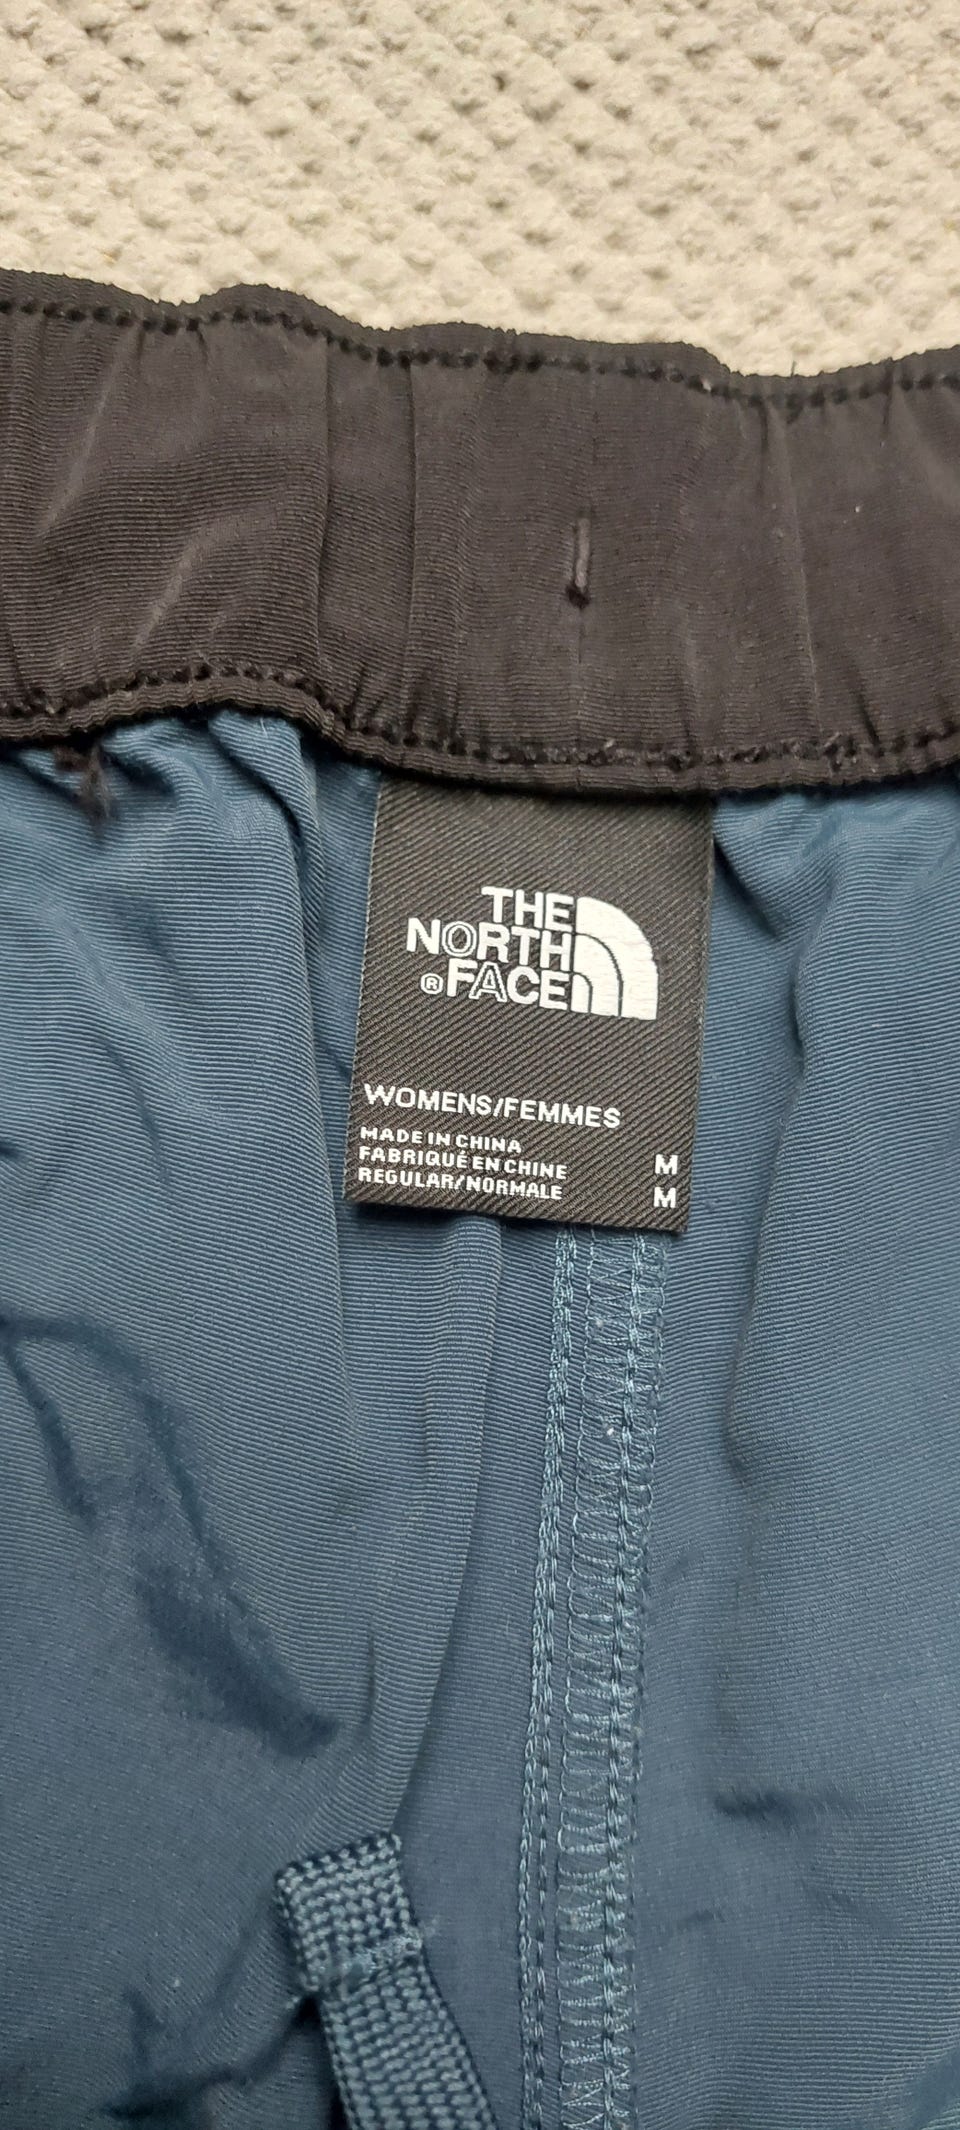 THE
NORTH
®FACE
WOMENS/FEMMES
MADE IN CHINA
FABRIQUÉ EN CHINE M
REGULAR/NORMALE M